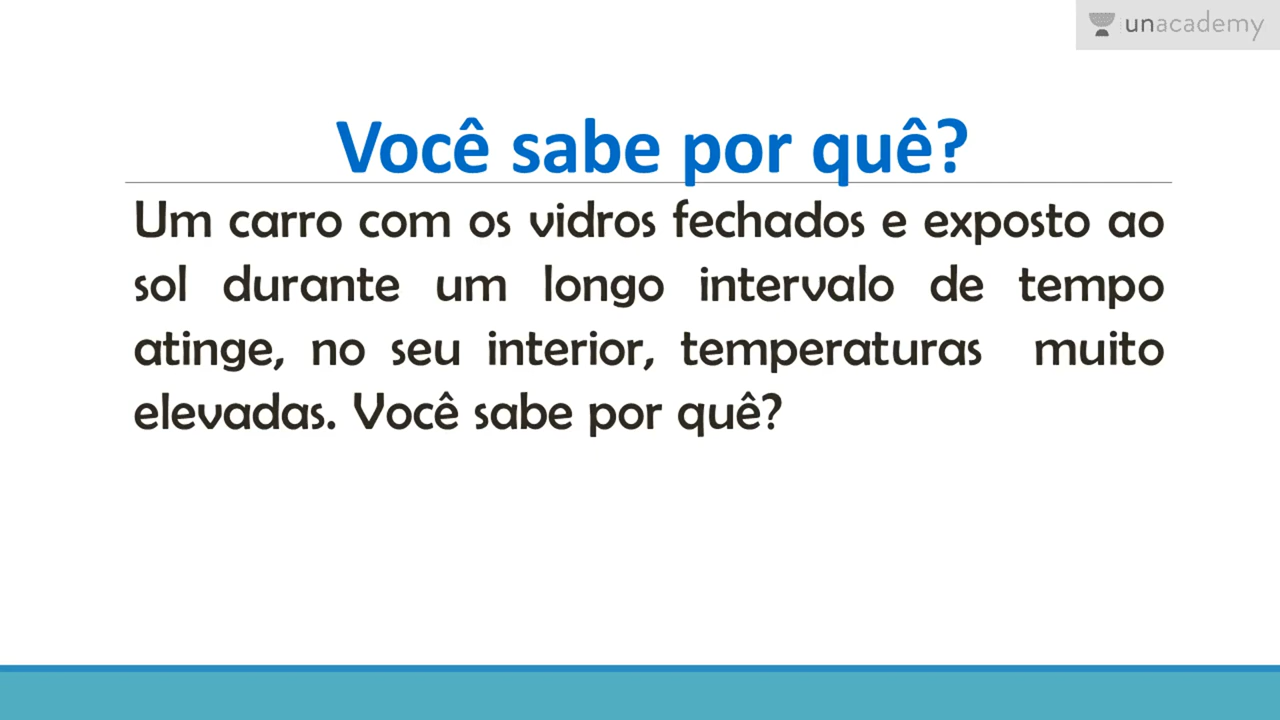 unacademy
Você sabe por quê?
Um carro com os vidros fechados e exposto ao
sol durante um longo intervalo de tempo
atinge, no seu interior, temperaturas muito
elevadas. Você sabe por quê?